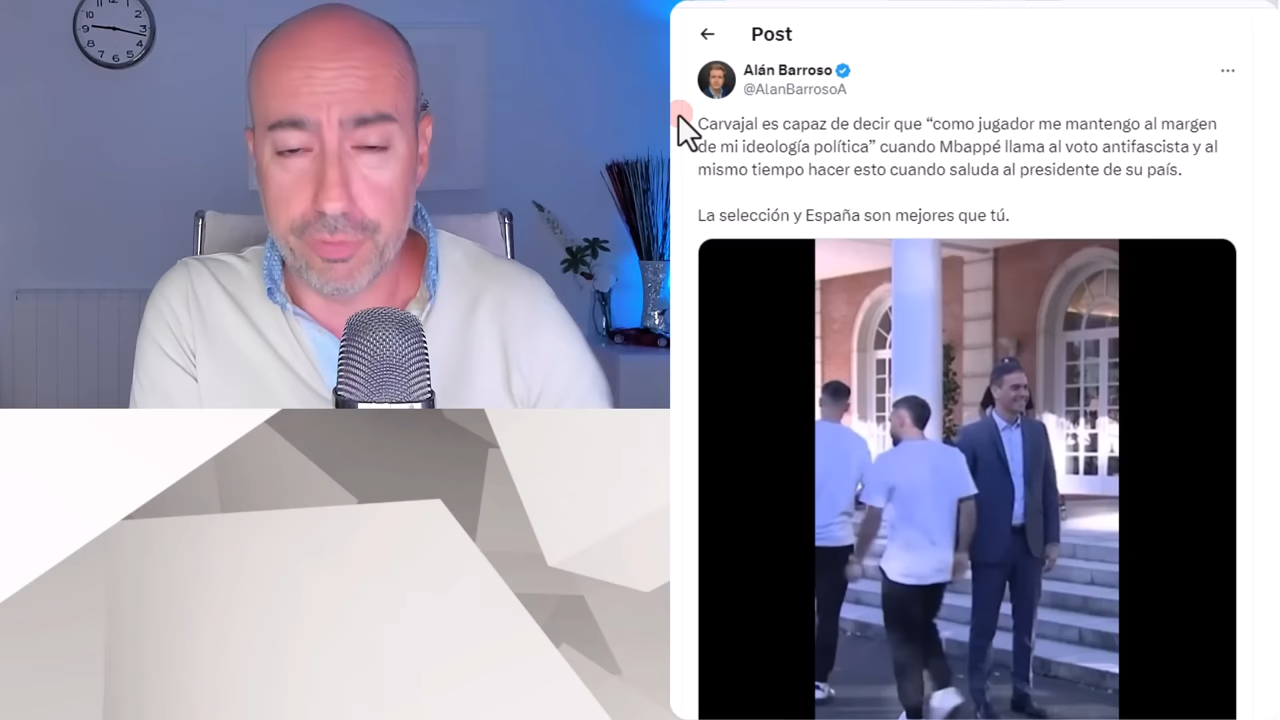 Post
Alán Barroso
@AlanBarrosoA
Carvajal es capaz de decir que “como jugador me mantengo al margen
de mi ideología política” cuando Mbappé llama al voto antifascista y al
mismo tiempo hacer esto cuando saluda al presidente de su país.
La selección y España son mejores que tú.